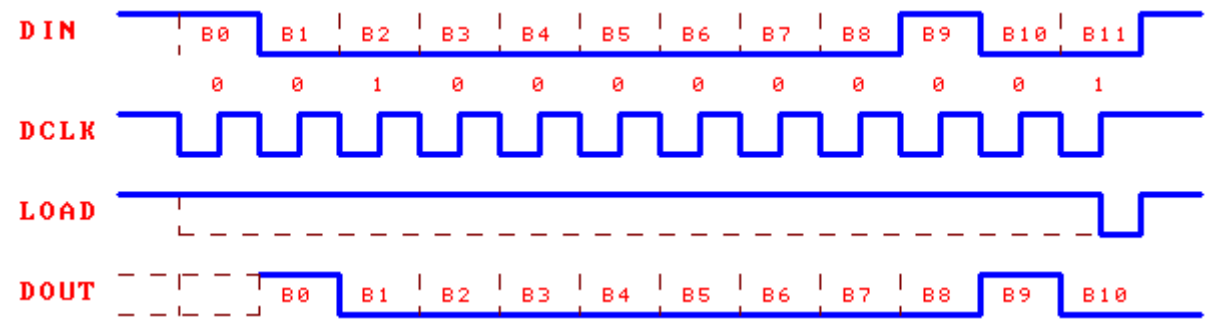 DIN B0 B1 B2 B3 B4 B5 B6 B7 B8 B9 B10 B11
0 0 1 0 0 0 0 0 0 0 0 1
DCLK
LOAD
DOUT B0 B1 B2 B3 B4 B5 B6 B7 B8 B9 B10